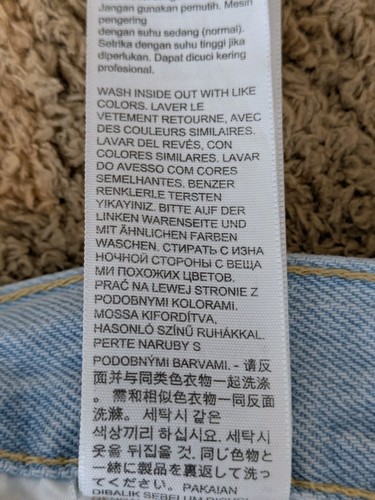 Jangan gunakan pemutih. Mesin
pengering
dengan suhu sedang (normal).
Setrika dengan suhu tinggi jika
diperlukan. Dapat dicuci kering
profesional.
WASH INSIDE OUT WITH LIKE
COLORS. LAVER LE
VETEMENT RETOURNE, AVEC
DES COULEURS SIMILAIRES.
LAVAR DEL REVÉS, CON
COLORES SIMILARES. LAVAR
DO AVESSO COM CORES
SEMELHANTES. BENZER
RENKLERLE TERSTEN
YIKAYINIZ. BITTE AUF DER
LINKEN WARENSEITE UND
MIT ÄHNLICHEN FARBEN
WASCHEN. СТИРАТЬ С ИЗНА
НОЧНОЙ СТОРОНЫ С ВЕЩА
МИ ПОХОЖИХ ЦВЕТОВ.
PRAĆ NA LEWEJ STRONIE Z
PODOBNYMI KOLORAMI.
MOSSA KIFORDÍTVA,
HASONLÓ SZÍNŰ RUHÁKKAL.
PERTE NARUBY S
PODOBNÝMI BARVAMI. - 请反
面并与同类色衣物一起洗涤
。 需和相似色衣物一同反面
洗滌。 세탁시 같은
색상끼리 하십시요. 세탁시
옷을 뒤집을 것. 同じ色物と
一緒に製品を裏返して洗っ
てください。 PAKAIAN
DIBALIK SEBELUM DICUCI